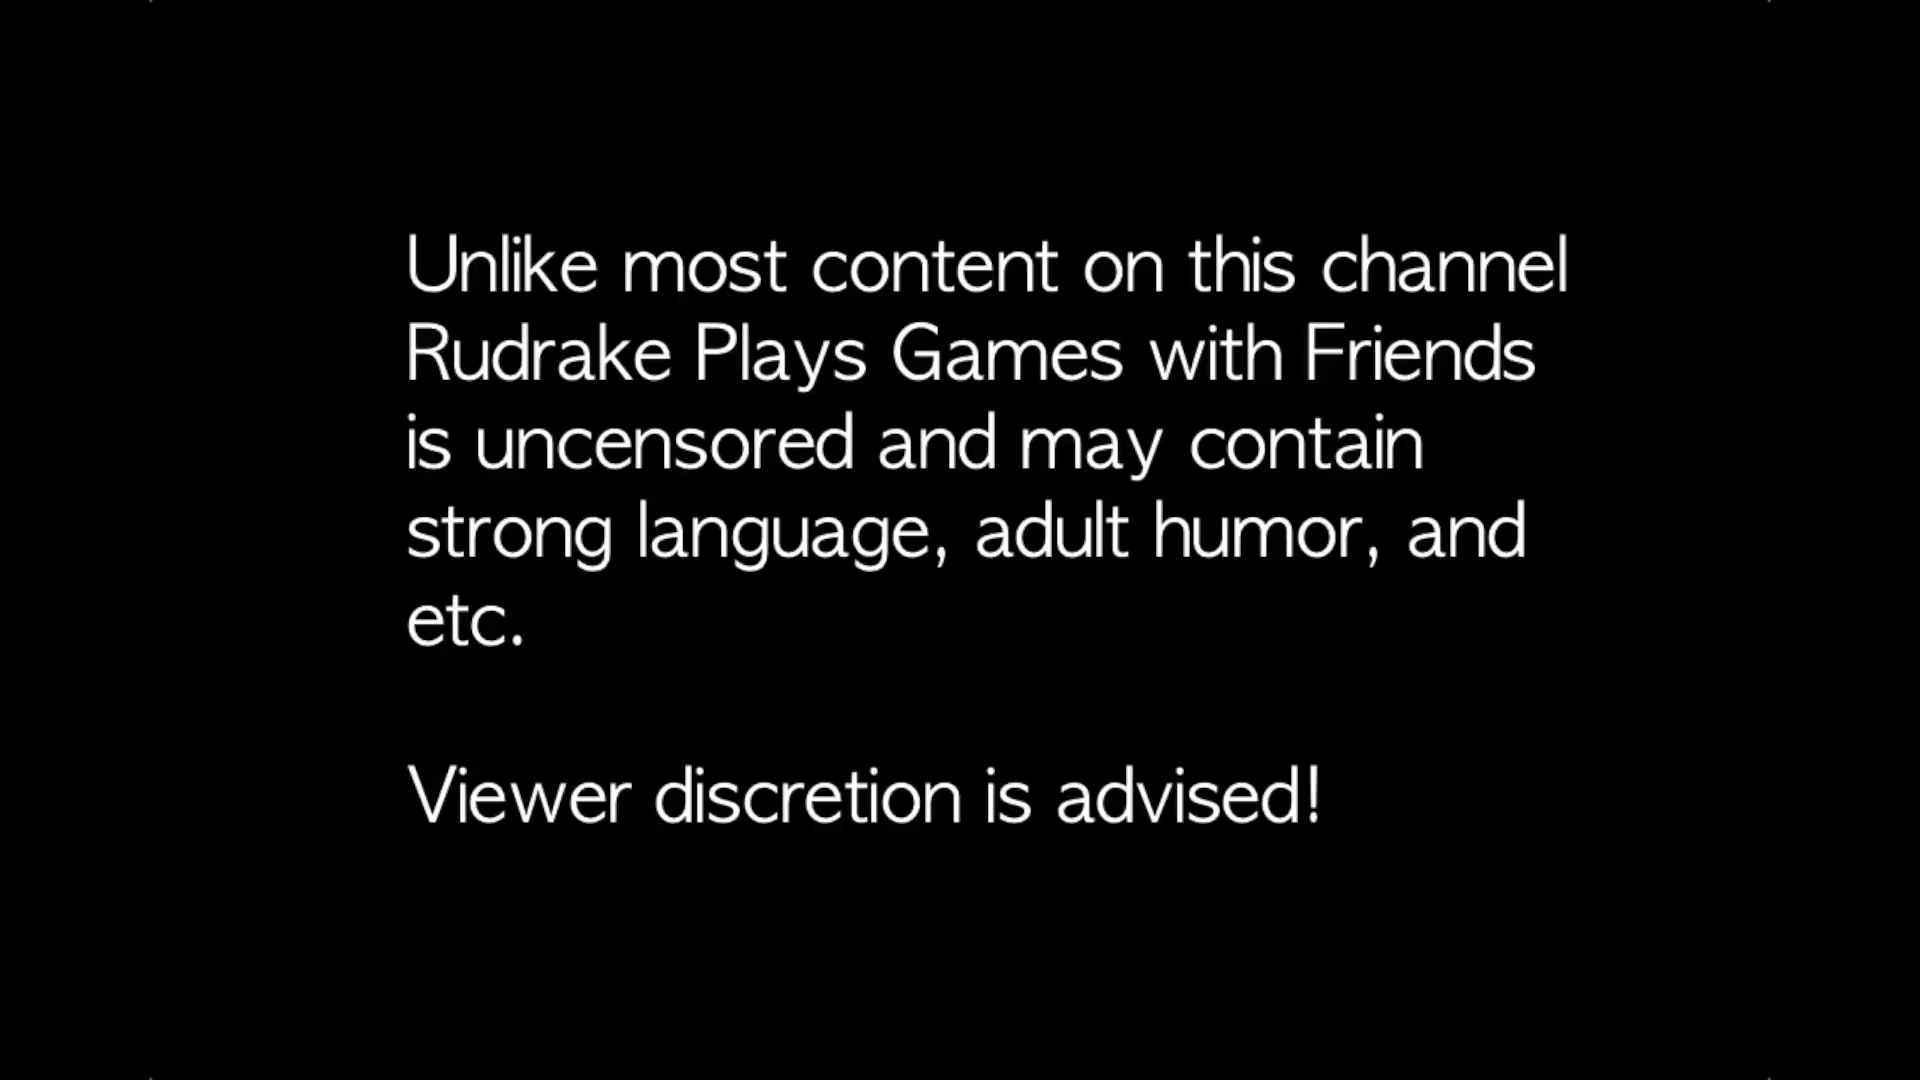 Unlike most content on this channel
Rudrake Plays Games with Friends
is uncensored and may contain
strong language, adult humor, and
etc.
Viewer discretion is advised!